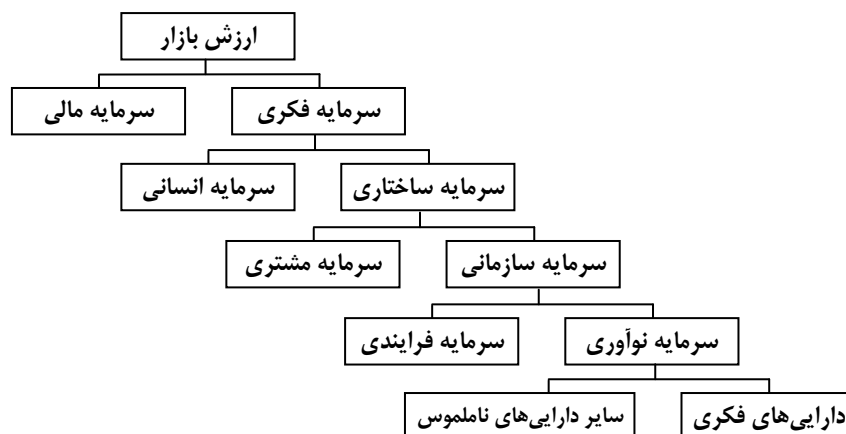 ارزش بازار
سرمایه فکری
سرمایه مالی
سرمایه ساختاری
سرمایه انسانی
سرمایه سازمانی
سرمایه مشتری
سرمایه نوآوری
سرمایه فرایندی
دارایی‌های فکری
سایر دارایی‌های ناملموس